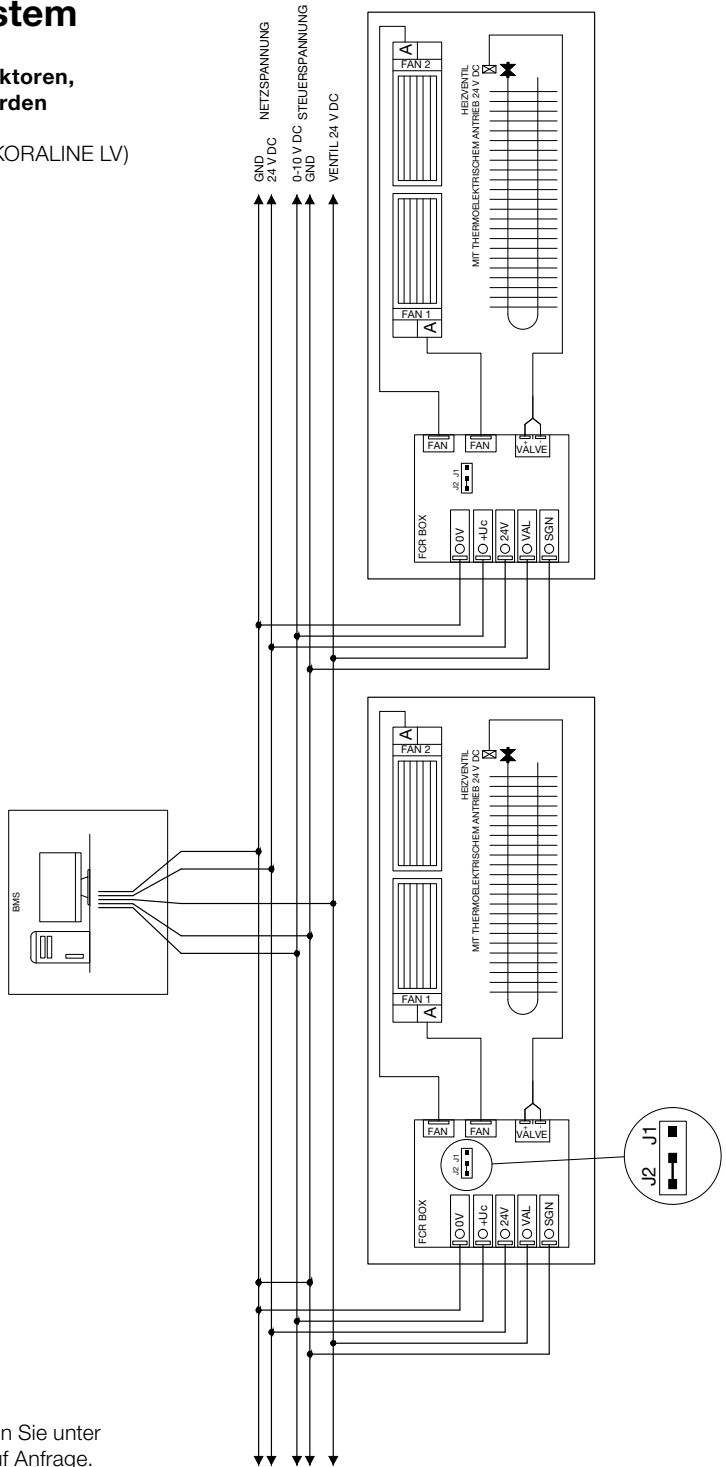 stem
ktoren,
rden
KORALINE LV)
GND
24 V DC
NETZSPANNUNG
0-10 V DC
GND
STEUERSPANNUNG
VENTIL 24 V DC
A
FAN 2
FAN 1
A
HEIZVENTIL
MIT THERMOELEKTRISCHEM ANTRIEB 24 V DC
FAN
FAN
+ -
VALVE
J2 J1
FCR BOX
0V
+Uc
24V
VAL
SGN
BMS
A
FAN 2
FAN 1
A
HEIZVENTIL
MIT THERMOELEKTRISCHEM ANTRIEB 24 V DC
FAN
FAN
+ -
VALVE
J2 J1
FCR BOX
0V
+Uc
24V
VAL
SGN
J2 J1
n Sie unter
uf Anfrage.